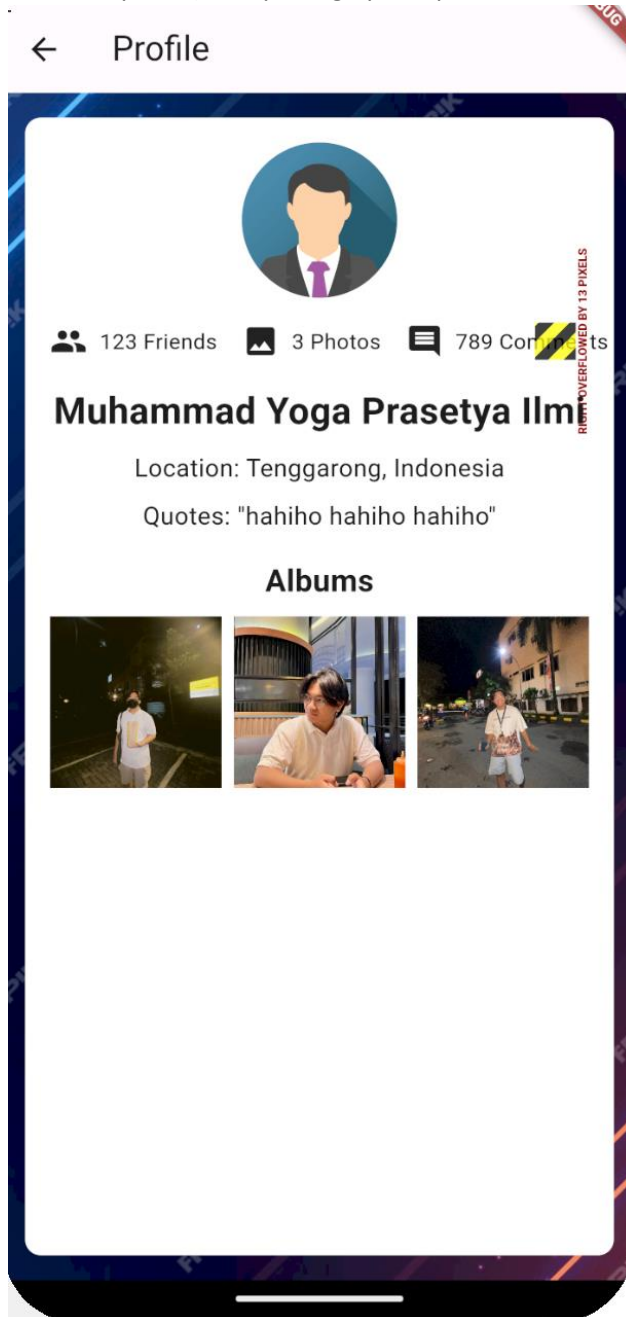 Profile
123 Friends
3 Photos
789 Comments
RIGHT OVERFLOWED BY 13 PIXELS
Muhammad Yoga Prasetya Ilmi
Location: Tenggarong, Indonesia
Quotes: "hahiho hahiho hahiho"
Albums